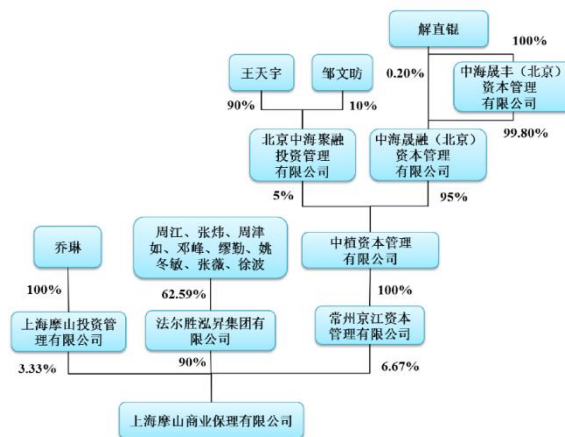 解直锟
100%
王天宇
邹文昉
0.20%
中海晟丰（北京）
资本管理
有限公司
90%
10%
99.80%
北京中海聚融
投资管理
有限公司
中海晟融（北京）
资本管理
有限公司
5%
95%
乔琳
周江、张炜、周津
如、邓峰、缪勤、姚
冬敏、张薇、徐波
中植资本管理
有限公司
100%
62.59%
100%
上海摩山投资管
理有限公司
法尔胜泓昇集团有
限公司
常州京江资本
管理有限公司
3.33%
90%
6.67%
上海摩山商业保理有限公司